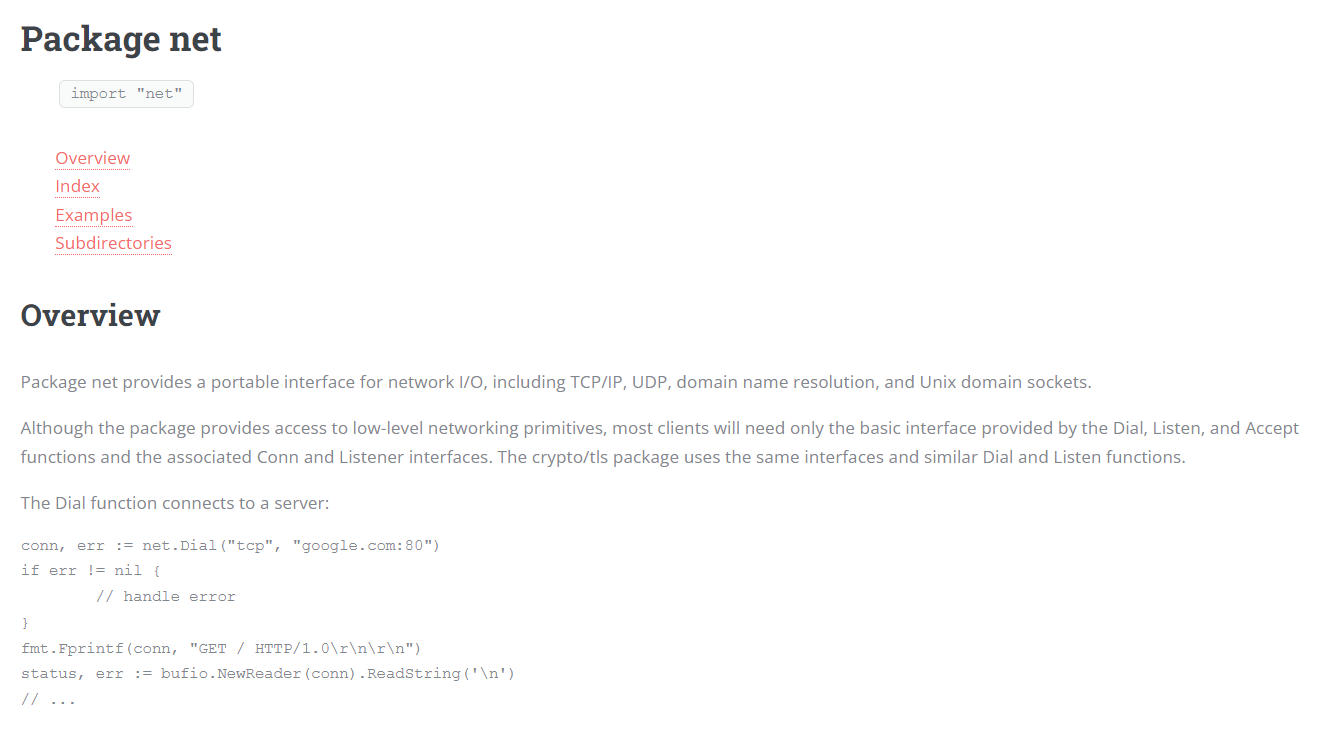 Package net
import "net"
Overview
Index
Examples
Subdirectories
Overview
Package net provides a portable interface for network I/O, including TCP/IP, UDP, domain name resolution, and Unix domain sockets.
Although the package provides access to low-level networking primitives, most clients will need only the basic interface provided by the Dial, Listen, and Accept
functions and the associated Conn and Listener interfaces. The crypto/tls package uses the same interfaces and similar Dial and Listen functions.
The Dial function connects to a server:
conn, err := net.Dial("tcp", "google.com:80")
if err != nil {
        // handle error
}
fmt.Fprintf(conn, "GET / HTTP/1.0\r\n\r\n")
status, err := bufio.NewReader(conn).ReadString('\n')
// ...